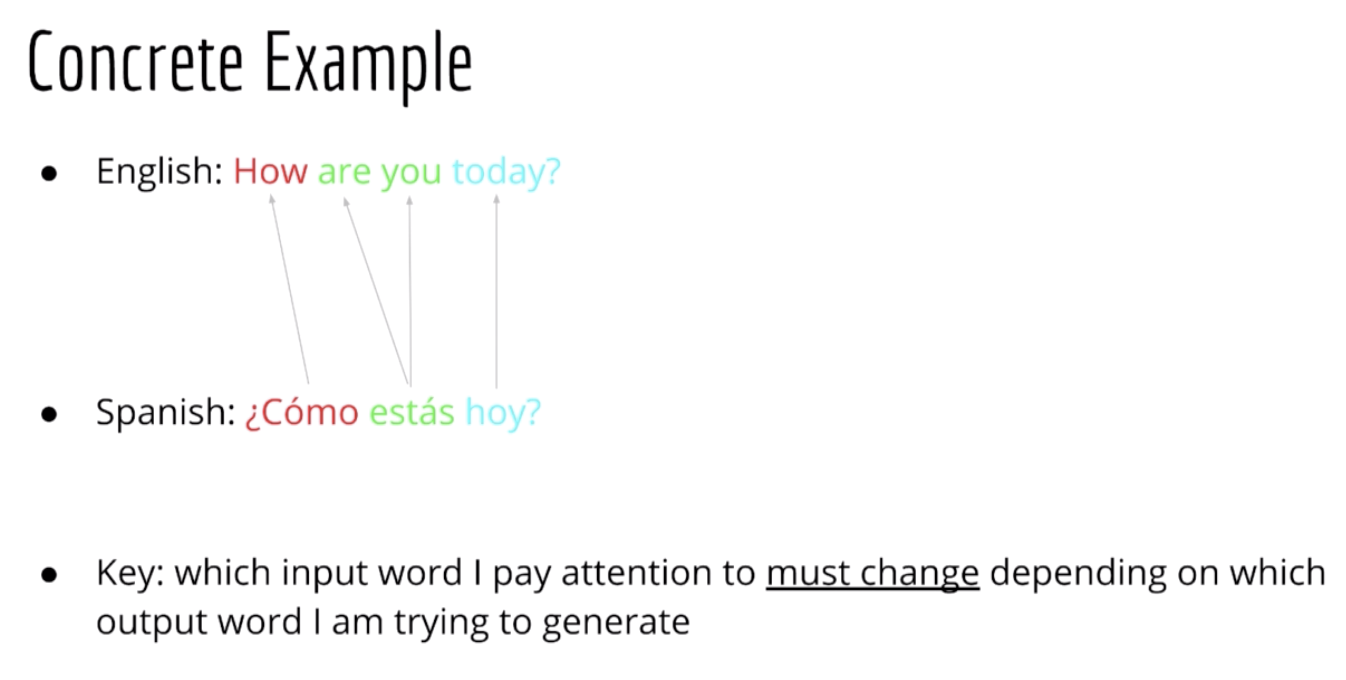 Concrete Example
● English: How are you today?
● Spanish: ¿Cómo estás hoy?
● Key: which input word I pay attention to must change depending on which
output word I am trying to generate